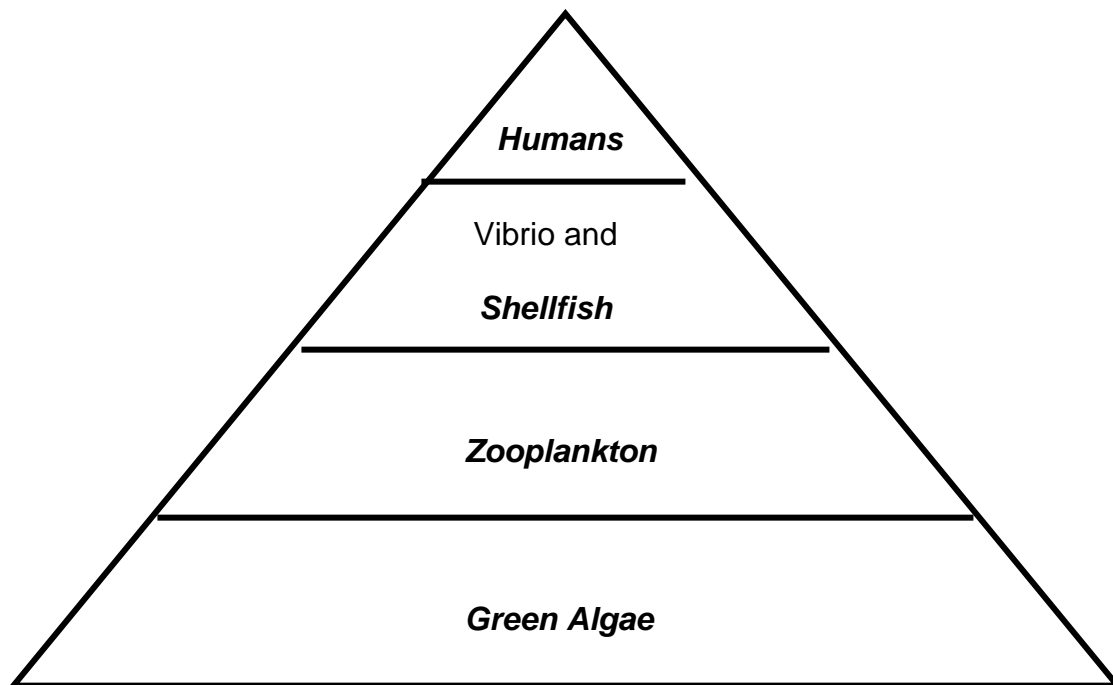 Humans
Vibrio and
Shellfish
Zooplankton
Green Algae